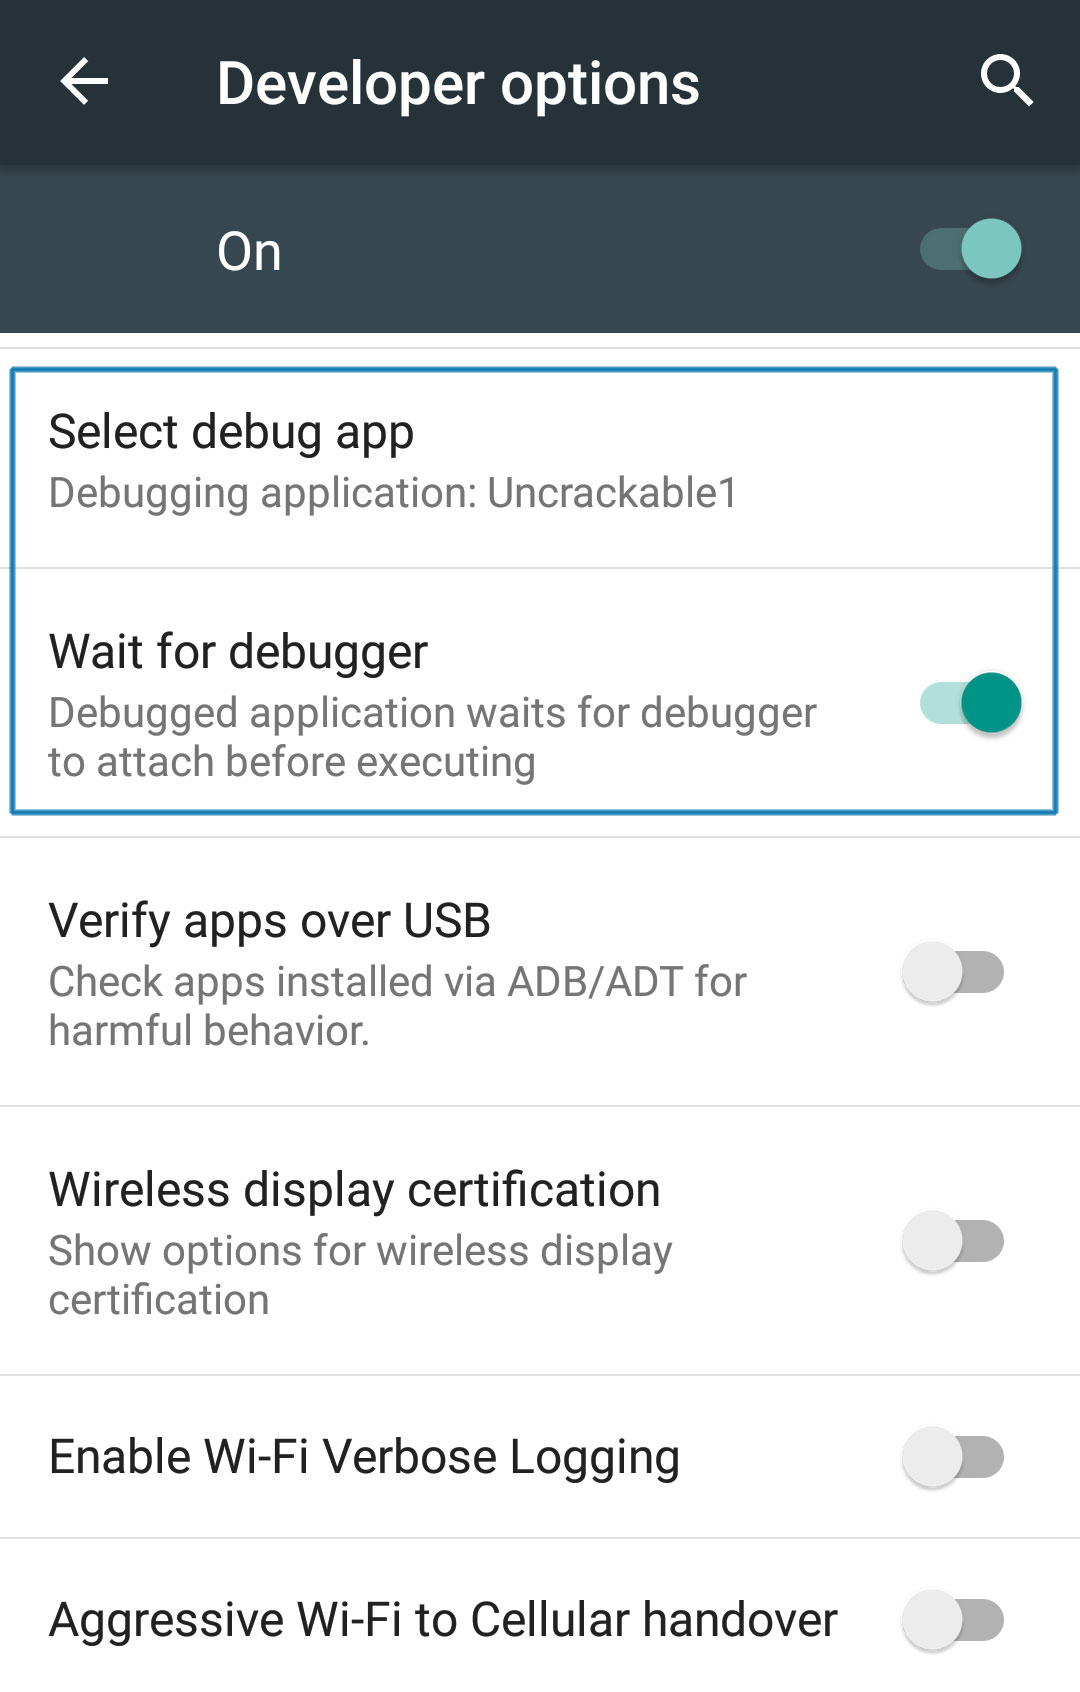 Developer options
On
Select debug app
Debugging application: Uncrackable1
Wait for debugger
Debugged application waits for debugger
to attach before executing
Verify apps over USB
Check apps installed via ADB/ADT for
harmful behavior.
Wireless display certification
Show options for wireless display
certification
Enable Wi-Fi Verbose Logging
Aggressive Wi-Fi to Cellular handover